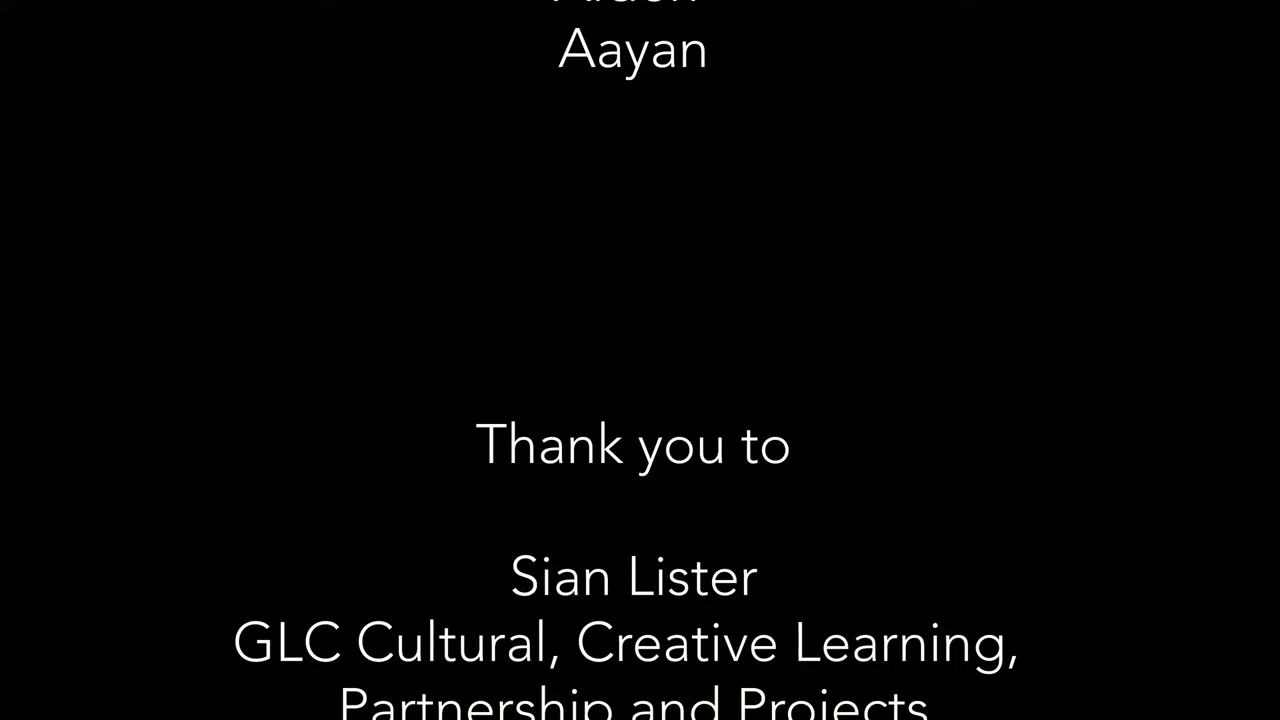 Aayan
Thank you to
Sian Lister
GLC Cultural, Creative Learning,
Partnership and Projects